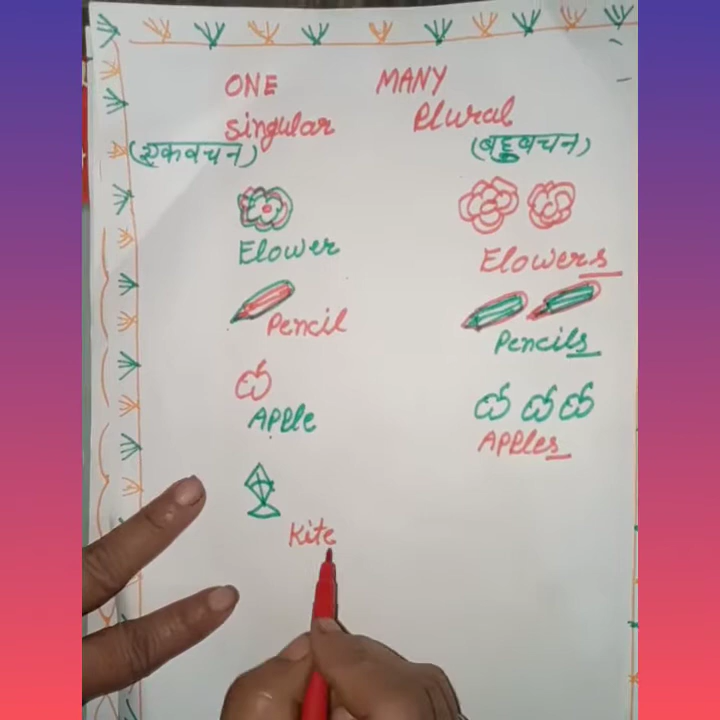 ONE MANY
Singular Plural
(एकवचन) (बहुवचन)
Flower Flowers
Pencil Pencils
Apple Apples
Kite